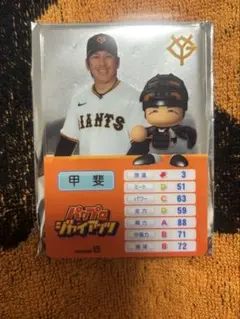 GIANTS
甲斐
パワプロ
ジャイアンツ
弾道 3
ミート D 51
パワー C 63
走力 D 59
肩力 A 88
守備力 B 71
捕球 B 72